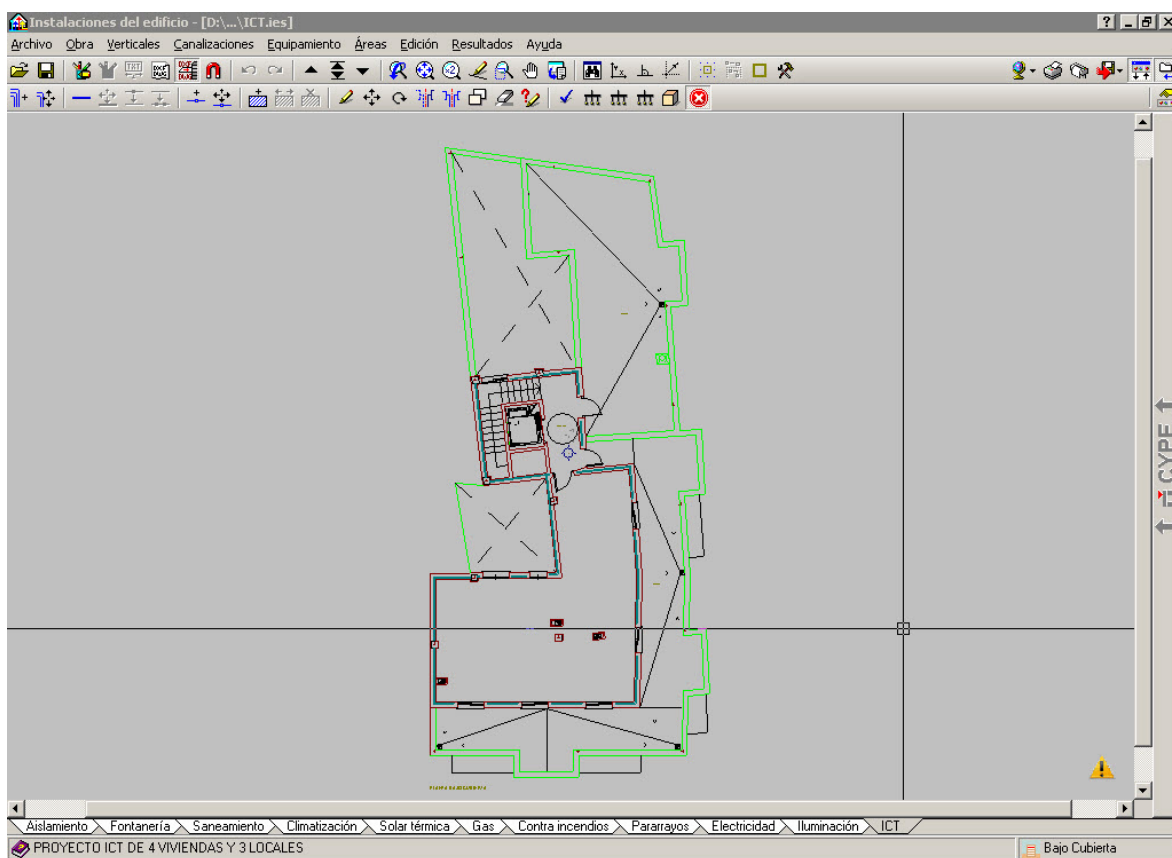 Instalaciones del edificio - [D:\...\ICT.ies]
Archivo Obra Verticales Canalizaciones Equipamiento Áreas Edición Resultados Ayuda
CYPE
Aislamiento Fontanería Saneamiento Climatización Solar térmica Gas Contra incendios Pararrayos Electricidad Iluminación ICT
PROYECTO ICT DE 4 VIVIENDAS Y 3 LOCALES Bajo Cubierta